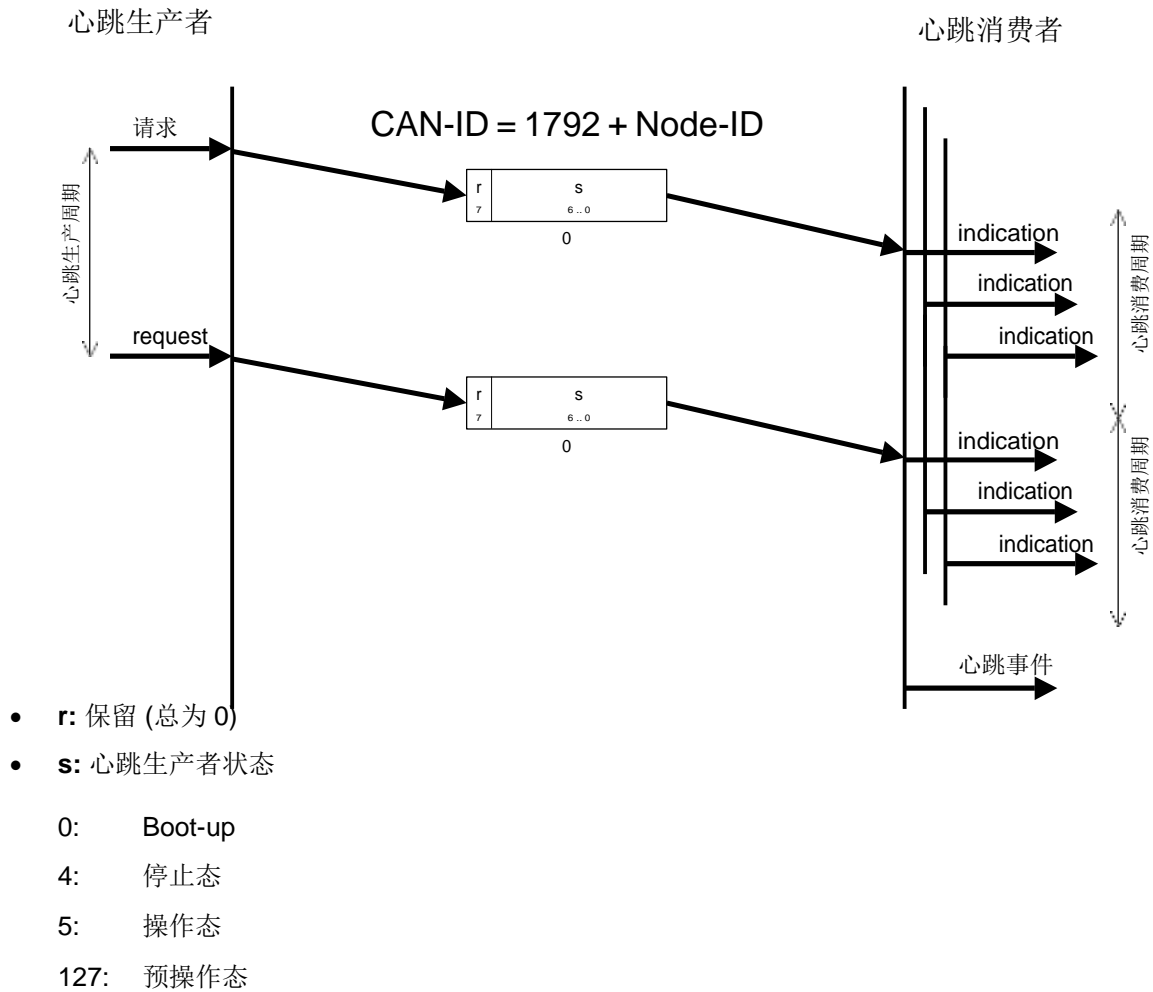 心跳生产者
心跳消费者
CAN-ID = 1792 + Node-ID
请求
心跳生产周期
r
s
7
6 .. 0
0
indication
indication
indication
心跳消费周期
request
r
s
7
6 .. 0
0
indication
indication
indication
心跳消费周期
心跳事件
• r: 保留 (总为 0)
• s: 心跳生产者状态
0: Boot-up
4: 停止态
5: 操作态
127: 预操作态